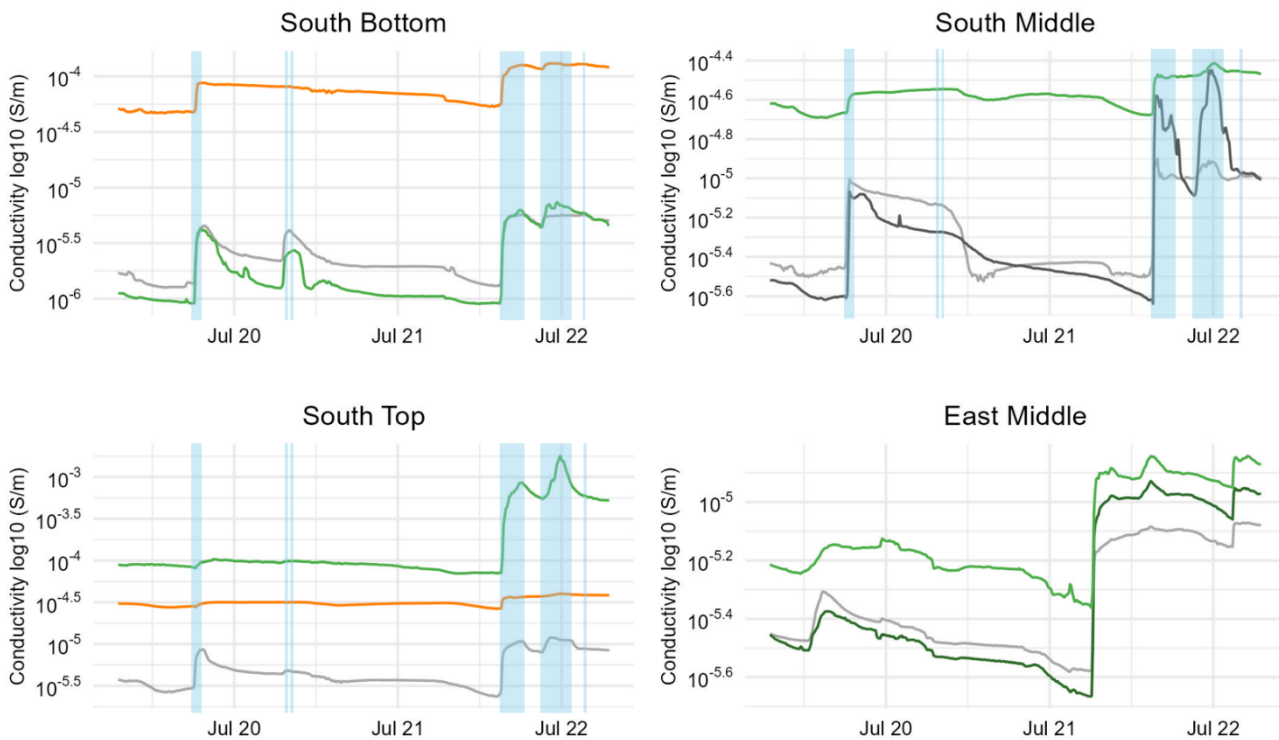 South Bottom
Conductivity log10 (S/m)
10^-4
10^-4.5
10^-5
10^-5.5
10^-6
Jul 20 Jul 21 Jul 22
South Middle
Conductivity log10 (S/m)
10^-4.4
10^-4.6
10^-4.8
10^-5
10^-5.2
10^-5.4
10^-5.6
Jul 20 Jul 21 Jul 22
South Top
Conductivity log10 (S/m)
10^-3
10^-3.5
10^-4
10^-4.5
10^-5
10^-5.5
Jul 20 Jul 21 Jul 22
East Middle
Conductivity log10 (S/m)
10^-5
10^-5.2
10^-5.4
10^-5.6
Jul 20 Jul 21 Jul 22